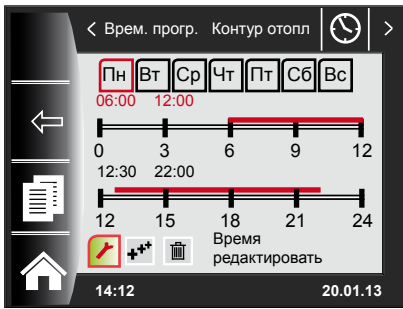 Врем. прогр. Контур отопл
Пн Вт Ср Чт Пт Сб Вс
06:00 12:00
0 3 6 9 12
12:30 22:00
12 15 18 21 24
Время
редактировать
14:12 20.01.13